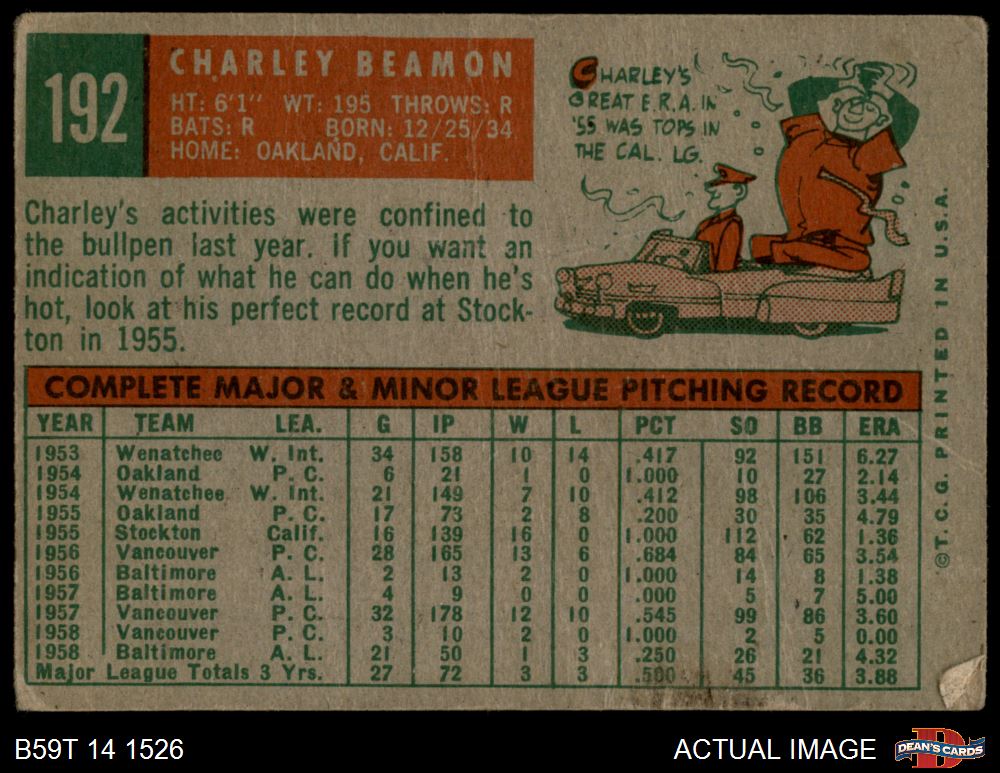 192
CHARLEY BEAMON
HT: 6'1" WT: 195 THROWS: R
BATS: R BORN: 12/25/34
HOME: OAKLAND, CALIF.
CHARLEY'S
GREAT E.R.A. IN
'55 WAS TOPS IN
THE CAL. LG.
Charley's activities were confined to
the bullpen last year. If you want an
indication of what he can do when he's
hot, look at his perfect record at Stock-
ton in 1955.
COMPLETE MAJOR & MINOR LEAGUE PITCHING RECORD
YEAR TEAM LEA. G IP W L PCT SO BB ERA
1953 Wenatchee W. Int. 34 158 10 14 .417 92 151 6.27
1954 Oakland P. C. 6 21 1 0 1.000 10 27 2.14
1954 Wenatchee W. Int. 21 149 7 10 .412 98 106 3.44
1955 Oakland P. C. 17 73 2 8 .200 30 35 4.79
1955 Stockton Calif. 16 139 16 0 1.000 112 62 1.36
1956 Vancouver P. C. 28 165 13 6 .684 84 65 3.54
1956 Baltimore A. L. 2 13 2 0 1.000 14 8 1.38
1957 Baltimore A. L. 4 9 0 0 .000 5 7 5.00
1957 Vancouver P. C. 32 178 12 10 .545 99 86 3.60
1958 Vancouver P. C. 3 10 2 0 1.000 2 5 0.00
1958 Baltimore A. L. 21 50 1 3 .250 26 21 4.32
Major League Totals 3 Yrs. 27 72 3 3 .500 45 36 3.88
© T. C. G. PRINTED IN U.S.A.
B59T 14 1526
ACTUAL IMAGE
D
DEAN'S CARDS